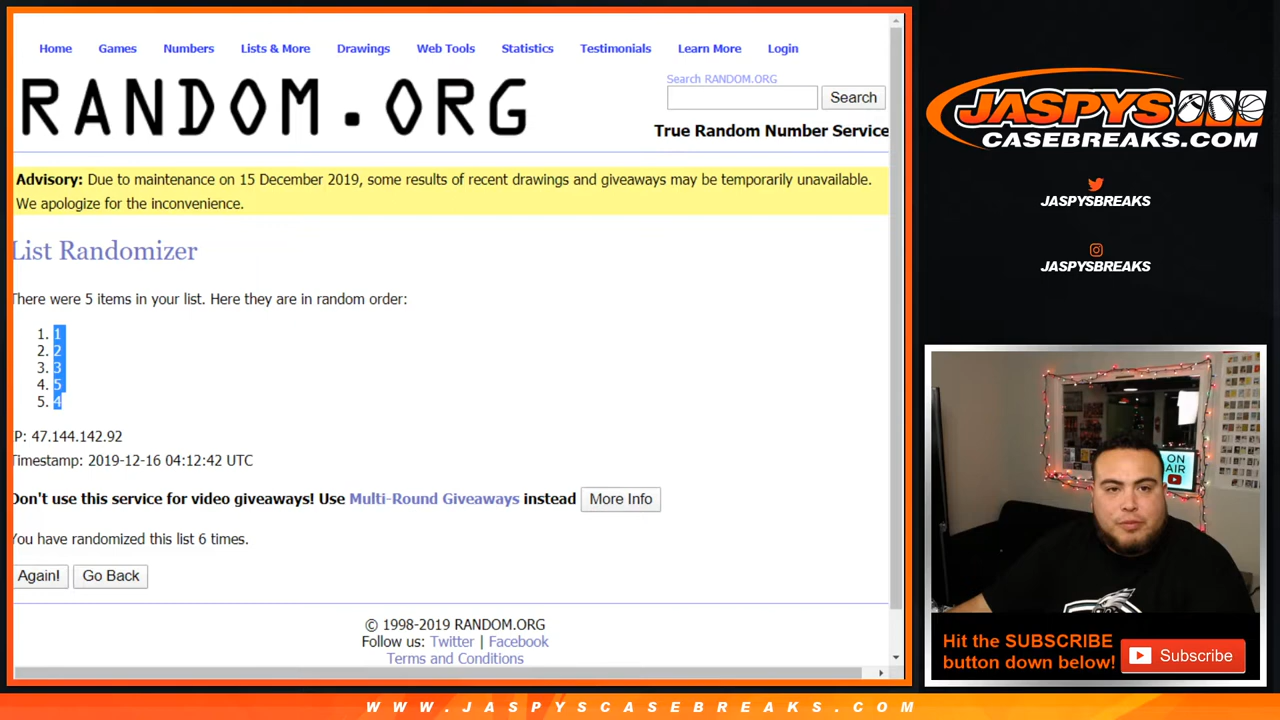 Home Games Numbers Lists & More Drawings Web Tools Statistics Testimonials Learn More Login
RANDOM.ORG
Search RANDOM.ORG
Search
True Random Number Service
Advisory: Due to maintenance on 15 December 2019, some results of recent drawings and giveaways may be temporarily unavailable.
We apologize for the inconvenience.
List Randomizer
There were 5 items in your list. Here they are in random order:
1. 1
2. 2
3. 3
4. 5
5. 4
IP: 47.144.142.92
Timestamp: 2019-12-16 04:12:42 UTC
Don't use this service for video giveaways! Use Multi-Round Giveaways instead More Info
You have randomized this list 6 times.
Again! Go Back
© 1998-2019 RANDOM.ORG
Follow us: Twitter | Facebook
Terms and Conditions
JASPYS
CASEBREAKS.COM
JASPYSBREAKS
JASPYSBREAKS
ON
AIR
Hit the SUBSCRIBE
button down below!
Subscribe
WWW.JASPYSCASEBREAKS.COM